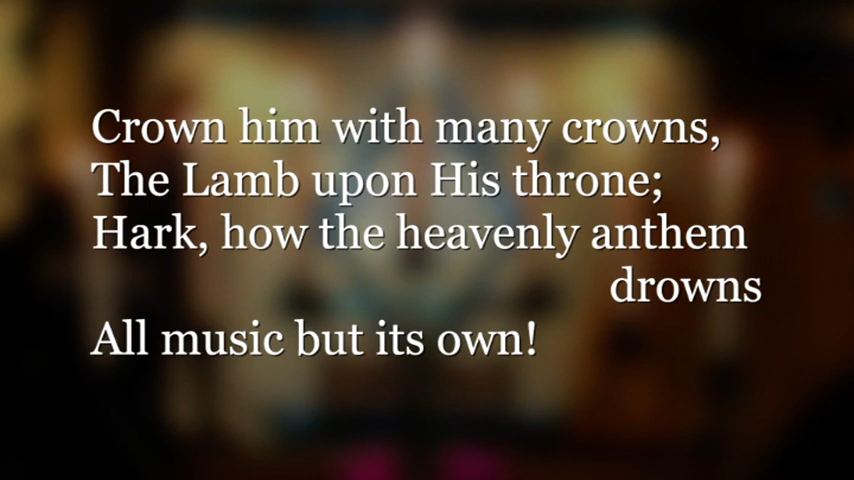 Crown him with many crowns,
The Lamb upon His throne;
Hark, how the heavenly anthem
drowns
All music but its own!